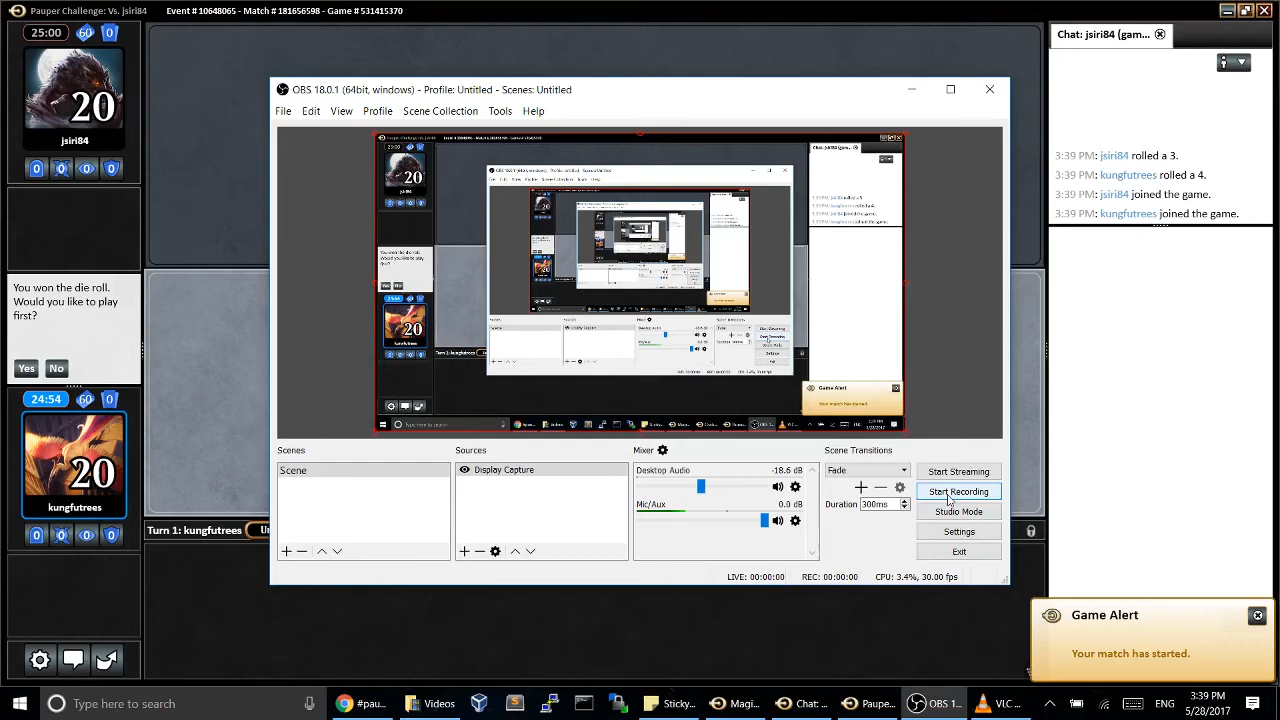 Pauper Challenge: Vs. jsiri84 Event # 10648065 - Match # 181656598 - Game # 531415370
25:00 60 0
20
jsiri84
0 0 0 0
You won the die roll.
Would you like to play
first?
Yes No
24:54 60 0
20
kungfutrees
0 0 0 0
Turn 1: kungfutrees
OBS 18.0.1 (64bit, windows) - Profile: Untitled - Scenes: Untitled
File Edit View Profile Scene Collection Tools Help
Scenes
Scene
Sources
Display Capture
Mixer
Desktop Audio -18.6 dB
Mic/Aux 0.0 dB
Scene Transitions
Fade
Duration 300ms
Start Streaming
Start Recording
Studio Mode
Settings
Exit
LIVE: 00:00:00 REC: 00:00:00 CPU: 3.4%, 30.00 fps
Chat: jsiri84 (gam...
3:39 PM: jsiri84 rolled a 3.
3:39 PM: kungfutrees rolled a 4.
3:39 PM: jsiri84 joined the game.
3:39 PM: kungfutrees joined the game.
Game Alert
Your match has started.
Type here to search
#pau... Videos Sticky... Magi... Chat: ... Paupe... OBS 1... VLC ...
ENG
3:39 PM
5/28/2017